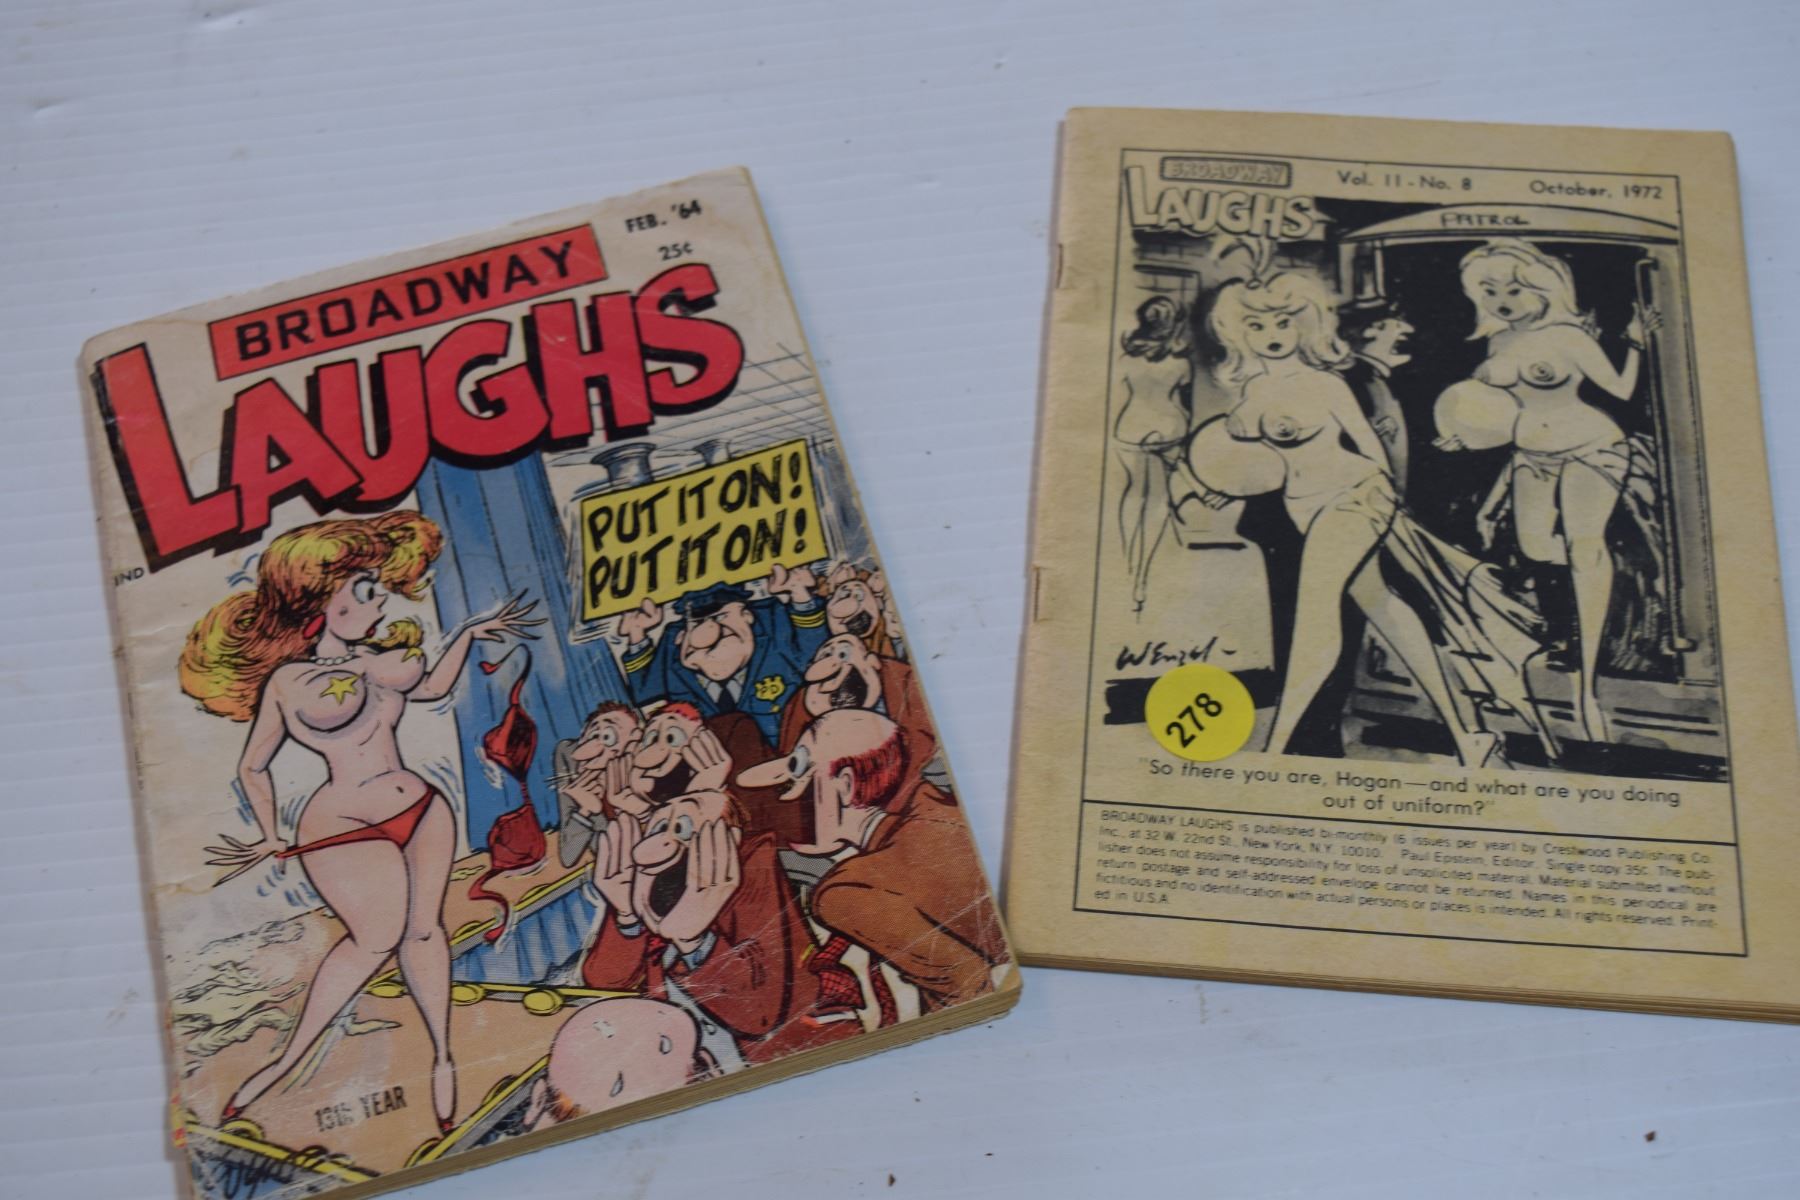 FEB. '64
25¢
BROADWAY
LAUGHS
IND
PUT IT ON!
PUT IT ON!
PD
13th YEAR
BROADWAY
LAUGHS
Vol. 11 - No. 8
October, 1972
PATROL
Wenzel
278
"So there you are, Hogan—and what are you doing
out of uniform?"
BROADWAY LAUGHS is published bi-monthly (6 issues per year) by Crestwood Publishing Co.
Inc., at 32 W. 22nd St., New York, N.Y. 10010. Paul Epstein, Editor. Single copy 35¢. The pub-
lisher does not assume responsibility for loss of unsolicited material. Material submitted without
return postage and self-addressed envelope cannot be returned. Names in this periodical are
fictitious and no identification with actual persons or places is intended. All rights reserved. Print-
ed in U.S.A.